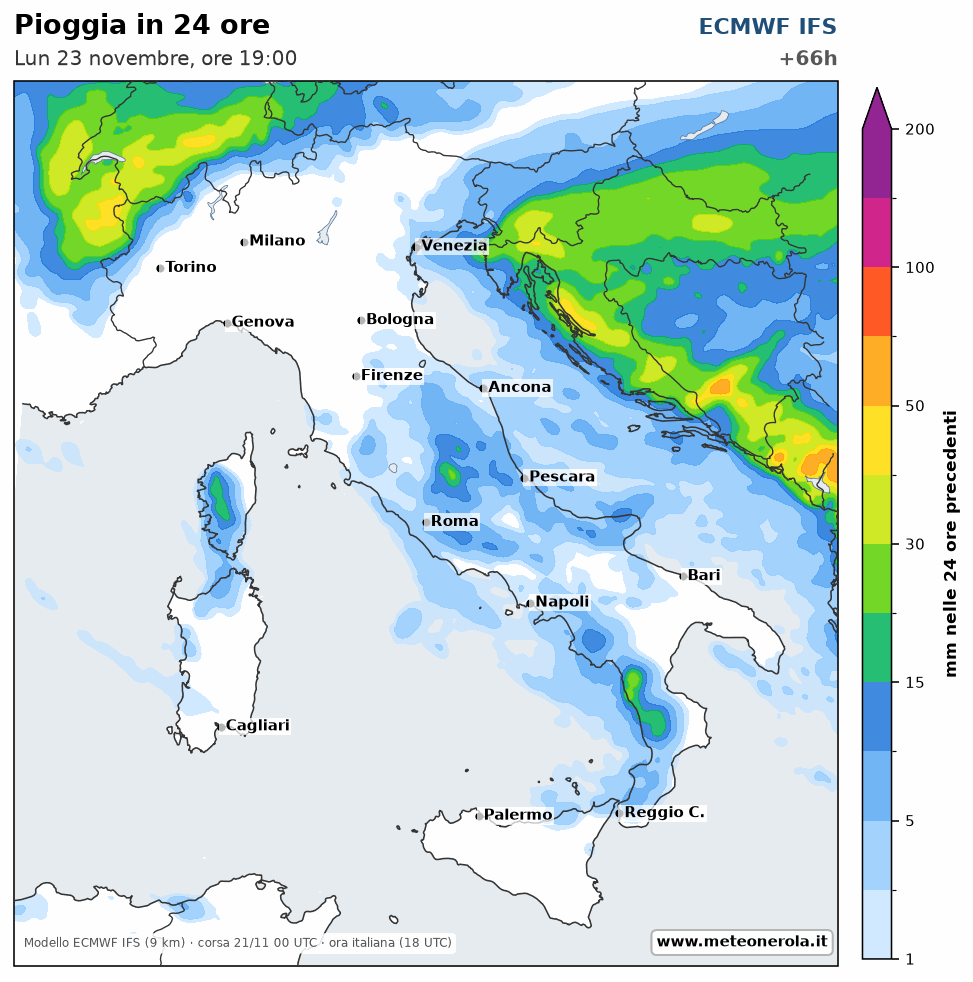 Pioggia in 24 ore
ECMWF IFS
Lun 23 novembre, ore 19:00
+66h
200
100
50
30
15
5
1
mm nelle 24 ore precedenti
Venezia
Milano
Torino
Genova
Bologna
Firenze
Ancona
Pescara
Roma
Bari
Napoli
Cagliari
Palermo
Reggio C.
Modello ECMWF IFS (9 km) · corsa 21/11 00 UTC · ora italiana (18 UTC)
www.meteonerola.it